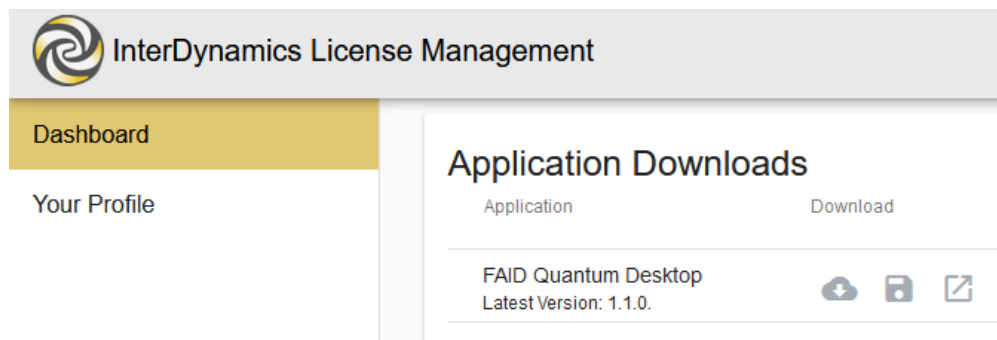 InterDynamics License Management
Dashboard
Your Profile
Application Downloads
Application Download
FAID Quantum Desktop
Latest Version: 1.1.0.